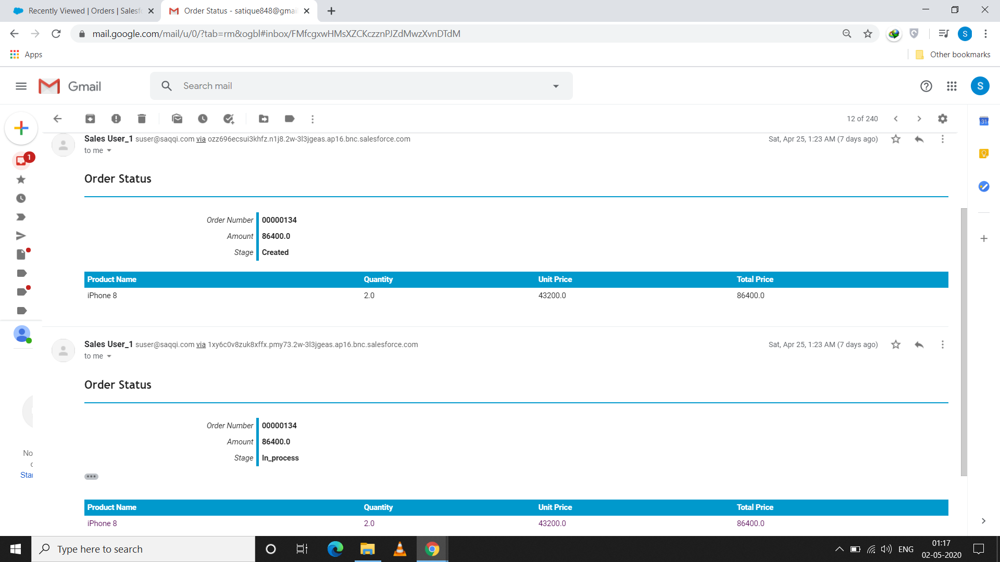 Recently Viewed | Orders | Salesf
Order Status - satique848@gmai
mail.google.com/mail/u/0/?tab=rm&ogbl#inbox/FMfcgxwHMsXZCKczznPJZdMwzXvnDTdM
S
Apps
Other bookmarks
Gmail
Search mail
S
12 of 240
31
Sales User_1 suser@saqqi.com via ozz696ecsui3khfz.n1j8.2w-3l3jgeas.ap16.bnc.salesforce.com
Sat, Apr 25, 1:23 AM (7 days ago)
to me
1
Order Status
Order Number 00000134
Amount 86400.0
Stage Created
Product Name Quantity Unit Price Total Price
iPhone 8 2.0 43200.0 86400.0
Sales User_1 suser@saqqi.com via 1xy6c0v8zuk8xffx.pmy73.2w-3l3jgeas.ap16.bnc.salesforce.com
Sat, Apr 25, 1:23 AM (7 days ago)
to me
Order Status
Order Number 00000134
Amount 86400.0
Stage In_process
No
c
Star
Product Name Quantity Unit Price Total Price
iPhone 8 2.0 43200.0 86400.0
Type here to search
ENG
01:17
02-05-2020